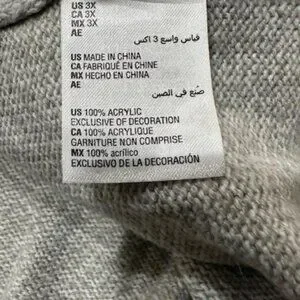 US 3X
CA 3X
MX 3X
AE
قياس واسع 3 اكس
US MADE IN CHINA
CA FABRIQUÉ EN CHINE
MX HECHO EN CHINA
AE
صنع في الصين
US 100% ACRYLIC
EXCLUSIVE OF DECORATION
CA 100% ACRYLIQUE
GARNITURE NON COMPRISE
MX 100% acrílico
EXCLUSIVO DE LA DECORACIÓN